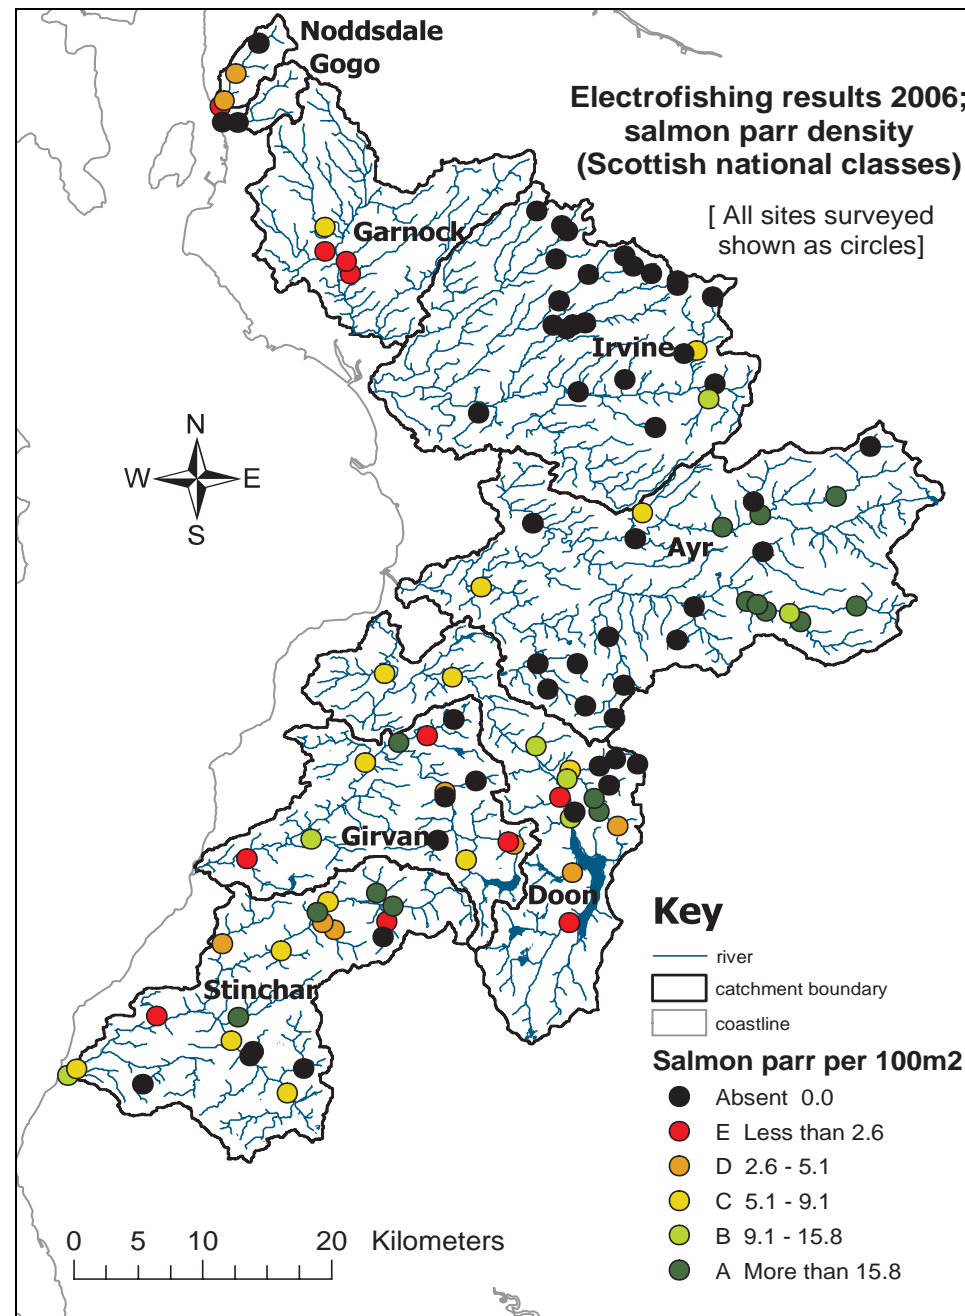 Noddsdale
Gogo
Electrofishing results 2006;
salmon parr density
(Scottish national classes)
[ All sites surveyed
shown as circles]
Garnock
Irvine
N
W E
S
Ayr
Girvan
Doon
Stinchar
Key
river
catchment boundary
coastline
Salmon parr per 100m2
Absent 0.0
E Less than 2.6
D 2.6 - 5.1
C 5.1 - 9.1
B 9.1 - 15.8
A More than 15.8
0 5 10 20 Kilometers